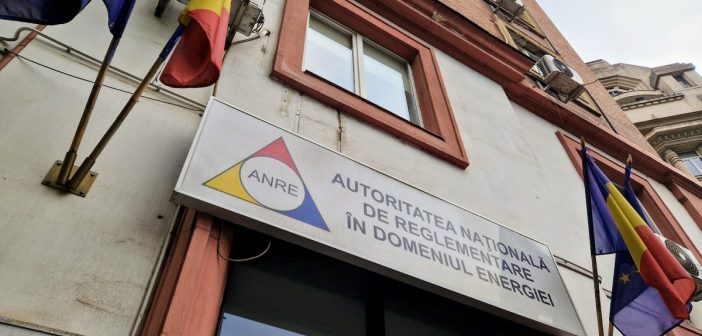 ANRE
AUTORITATEA NAȚIONALĂ
DE REGLEMENTARE
ÎN DOMENIUL ENERGIEI